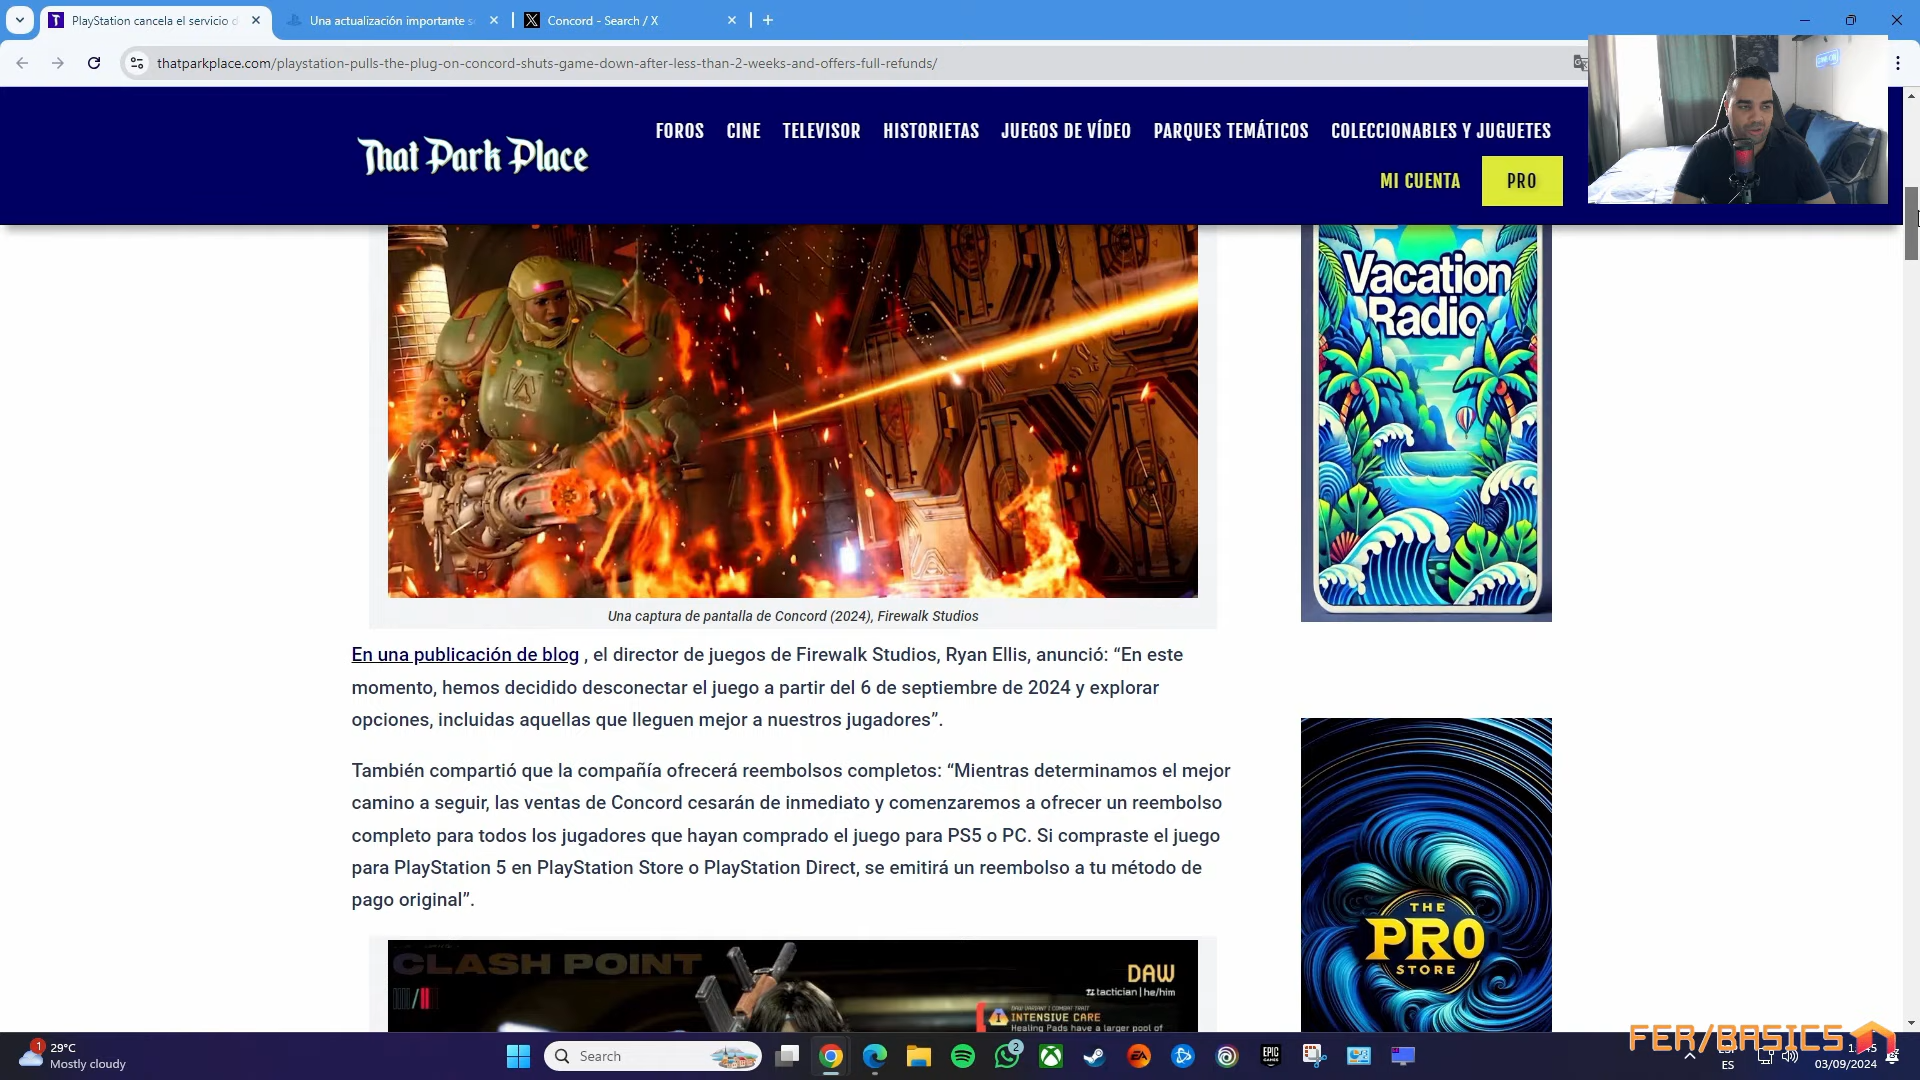 PlayStation cancela el servicio d
Una actualización importante s
Concord - Search / X
thatparkplace.com/playstation-pulls-the-plug-on-concord-shuts-game-down-after-less-than-2-weeks-and-offers-full-refunds/
That Park Place
FOROS CINE TELEVISOR HISTORIETAS JUEGOS DE VÍDEO PARQUES TEMÁTICOS COLECCIONABLES Y JUGUETES
MI CUENTA PRO
Vacation
Radio
Una captura de pantalla de Concord (2024), Firewalk Studios
En una publicación de blog , el director de juegos de Firewalk Studios, Ryan Ellis, anunció: “En este
momento, hemos decidido desconectar el juego a partir del 6 de septiembre de 2024 y explorar
opciones, incluidas aquellas que lleguen mejor a nuestros jugadores”.
También compartió que la compañía ofrecerá reembolsos completos: “Mientras determinamos el mejor
camino a seguir, las ventas de Concord cesarán de inmediato y comenzaremos a ofrecer un reembolso
completo para todos los jugadores que hayan comprado el juego para PS5 o PC. Si compraste el juego
para PlayStation 5 en PlayStation Store o PlayStation Direct, se emitirá un reembolso a tu método de
pago original”.
THE
PRO
STORE
CLASH POINT
DAW
tactician | he/him
INTENSIVE CARE
Healing Pads have a larger pool of
FER/BASICS
1
29°C
Mostly cloudy
Search
2
EPIC
GAMES
ES
03/09/2024